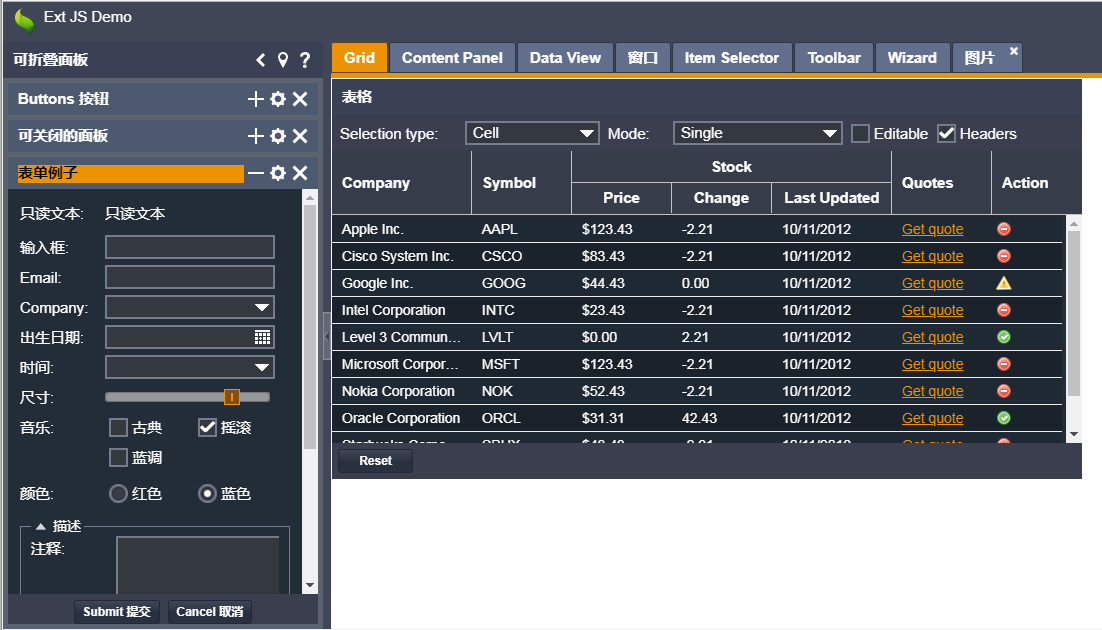 Ext JS Demo
可折叠面板
Buttons 按钮
可关闭的面板
表单例子
只读文本: 只读文本
输入框:
Email:
Company:
出生日期:
时间:
尺寸:
音乐: 古典 摇滚
蓝调
颜色: 红色 蓝色
描述
注释:
Submit 提交 Cancel 取消
Grid Content Panel Data View 窗口 Item Selector Toolbar Wizard 图片
表格
Selection type: Cell Mode: Single Editable Headers
Company Symbol Stock Quotes Action
Price Change Last Updated
Apple Inc. AAPL $123.43 -2.21 10/11/2012 Get quote
Cisco System Inc. CSCO $83.43 -2.21 10/11/2012 Get quote
Google Inc. GOOG $44.43 0.00 10/11/2012 Get quote
Intel Corporation INTC $23.43 -2.21 10/11/2012 Get quote
Level 3 Commun... LVLT $0.00 2.21 10/11/2012 Get quote
Microsoft Corpor... MSFT $123.43 -2.21 10/11/2012 Get quote
Nokia Corporation NOK $52.43 -2.21 10/11/2012 Get quote
Oracle Corporation ORCL $31.31 42.43 10/11/2012 Get quote
Reset